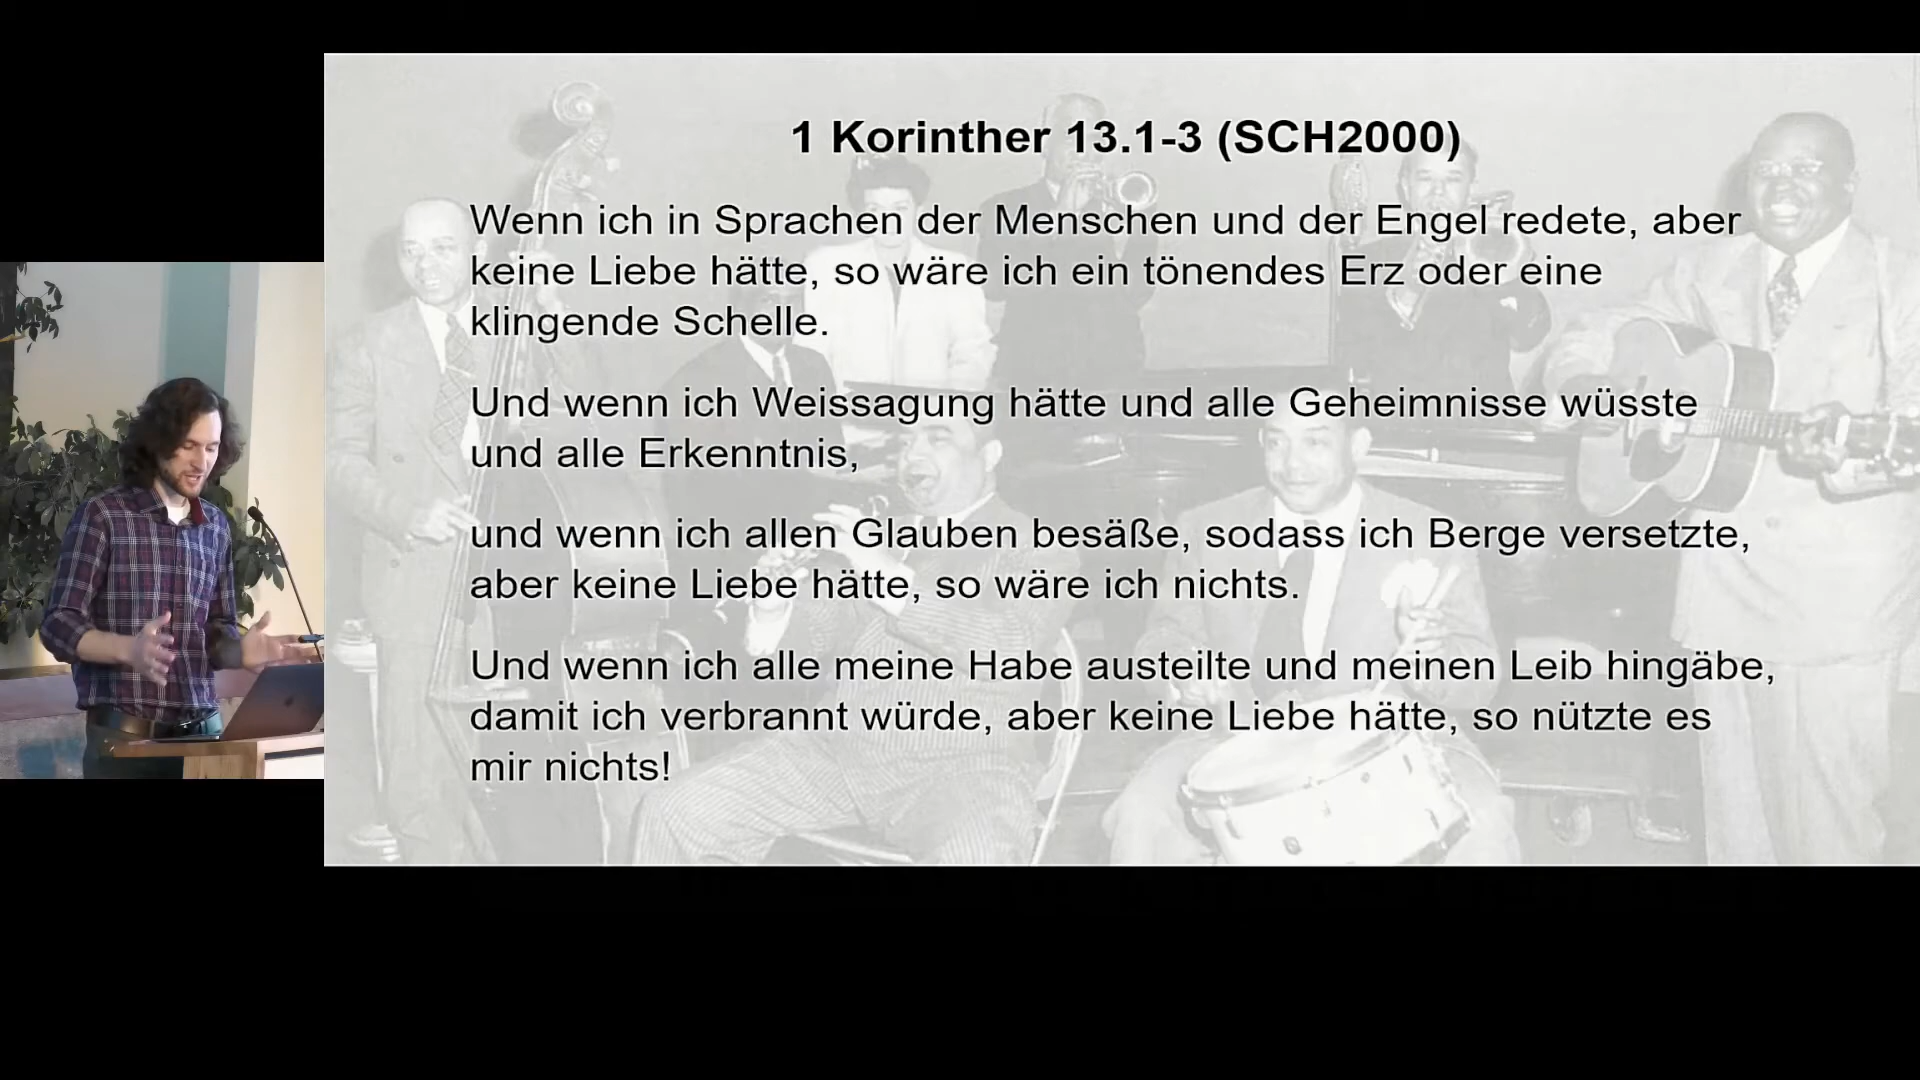 1 Korinther 13.1-3 (SCH2000)
Wenn ich in Sprachen der Menschen und der Engel redete, aber
keine Liebe hätte, so wäre ich ein tönendes Erz oder eine
klingende Schelle.
Und wenn ich Weissagung hätte und alle Geheimnisse wüsste
und alle Erkenntnis,
und wenn ich allen Glauben besäße, sodass ich Berge versetzte,
aber keine Liebe hätte, so wäre ich nichts.
Und wenn ich alle meine Habe austeilte und meinen Leib hingäbe,
damit ich verbrannt würde, aber keine Liebe hätte, so nützte es
mir nichts!